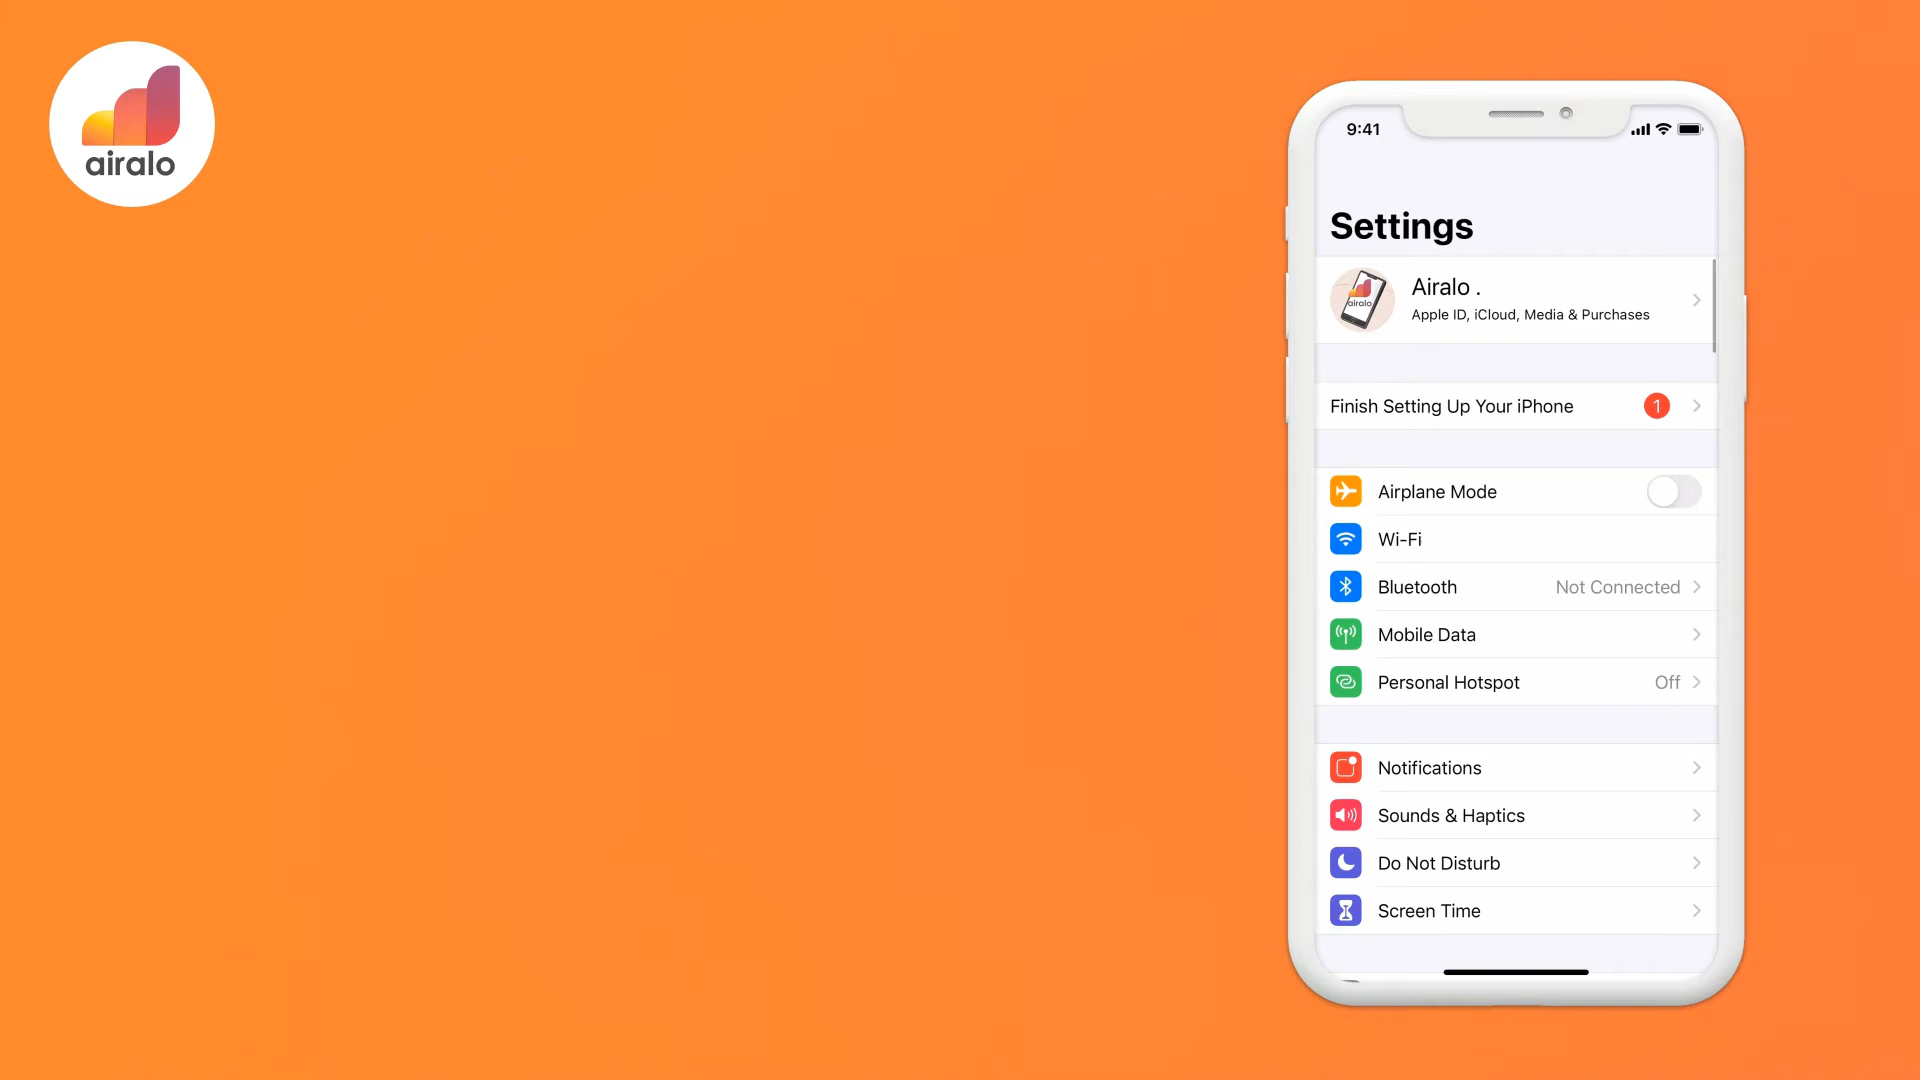 airalo
9:41
Settings
airalo
Airalo .
Apple ID, iCloud, Media & Purchases
Finish Setting Up Your iPhone 1
Airplane Mode
Wi-Fi
Bluetooth Not Connected
Mobile Data
Personal Hotspot Off
Notifications
Sounds & Haptics
Do Not Disturb
Screen Time